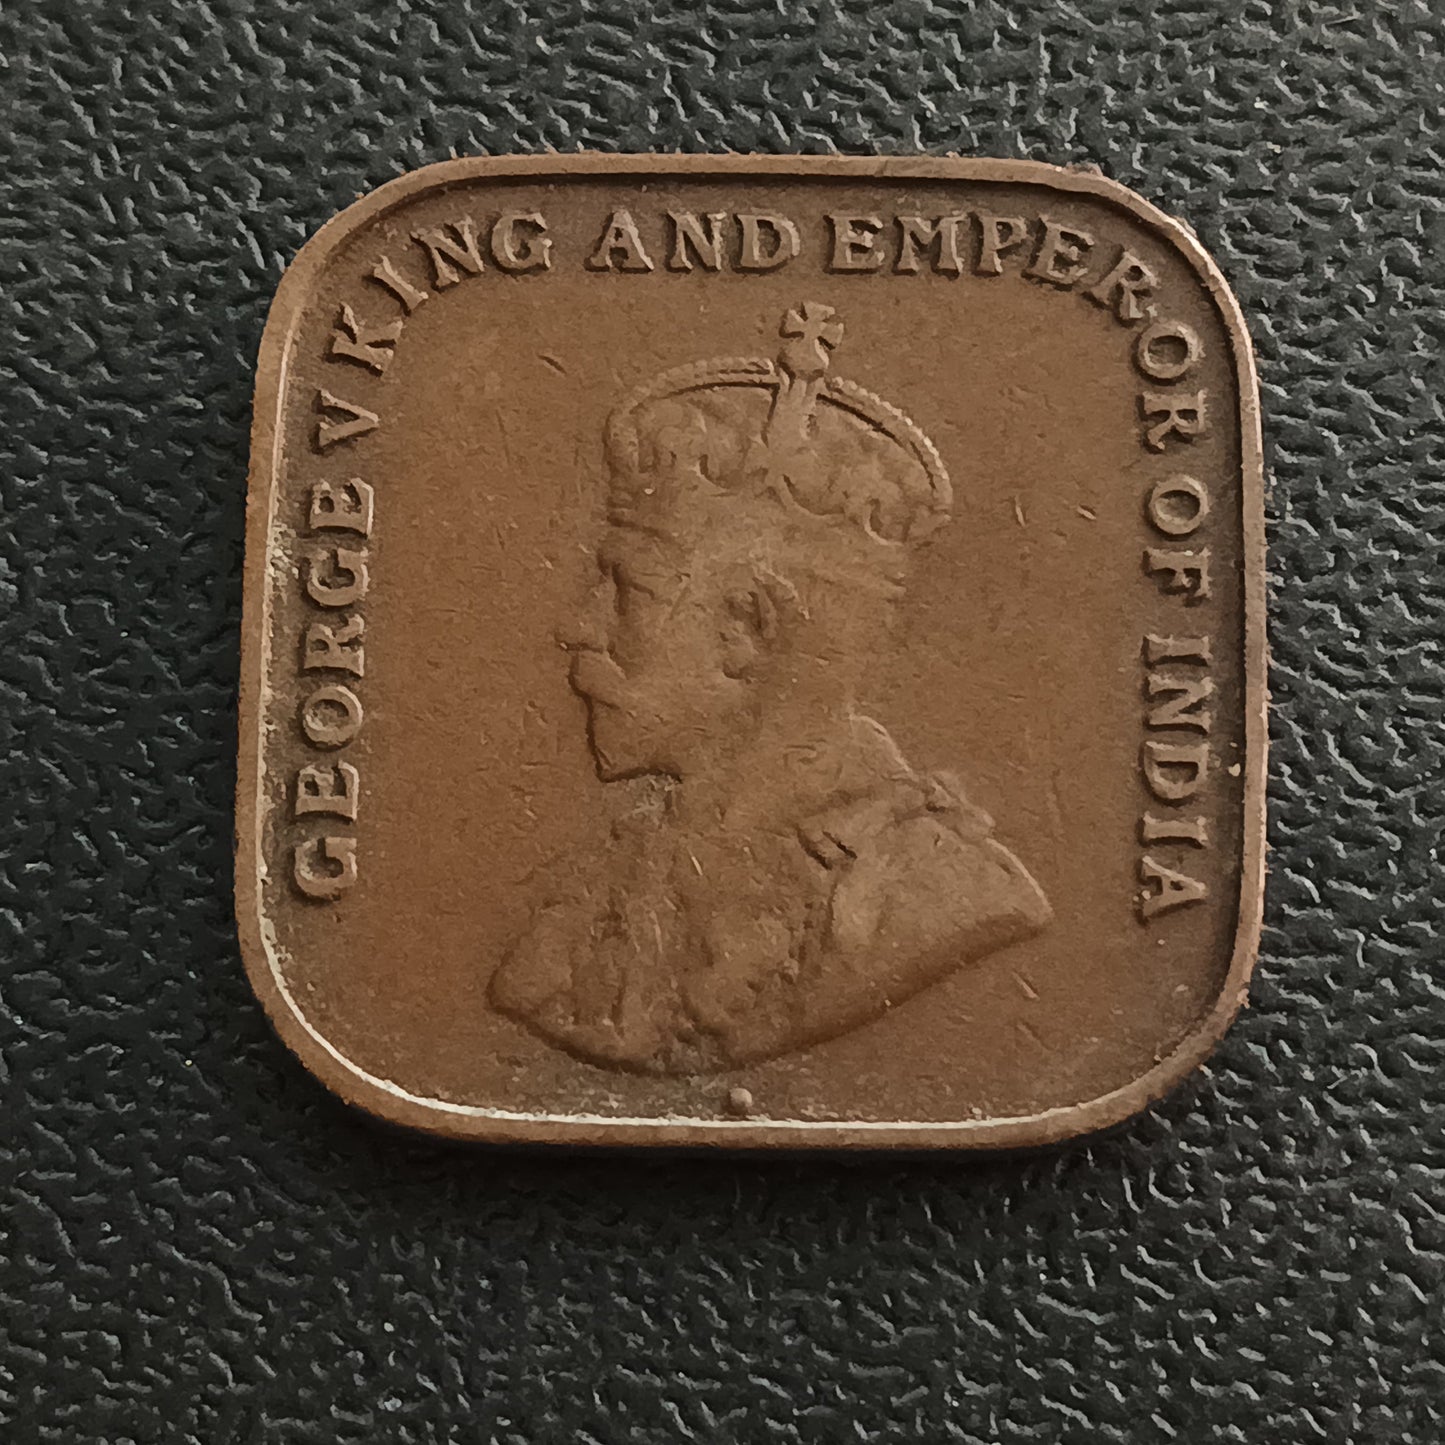 GEORGE V KING AND EMPEROR OF INDIA